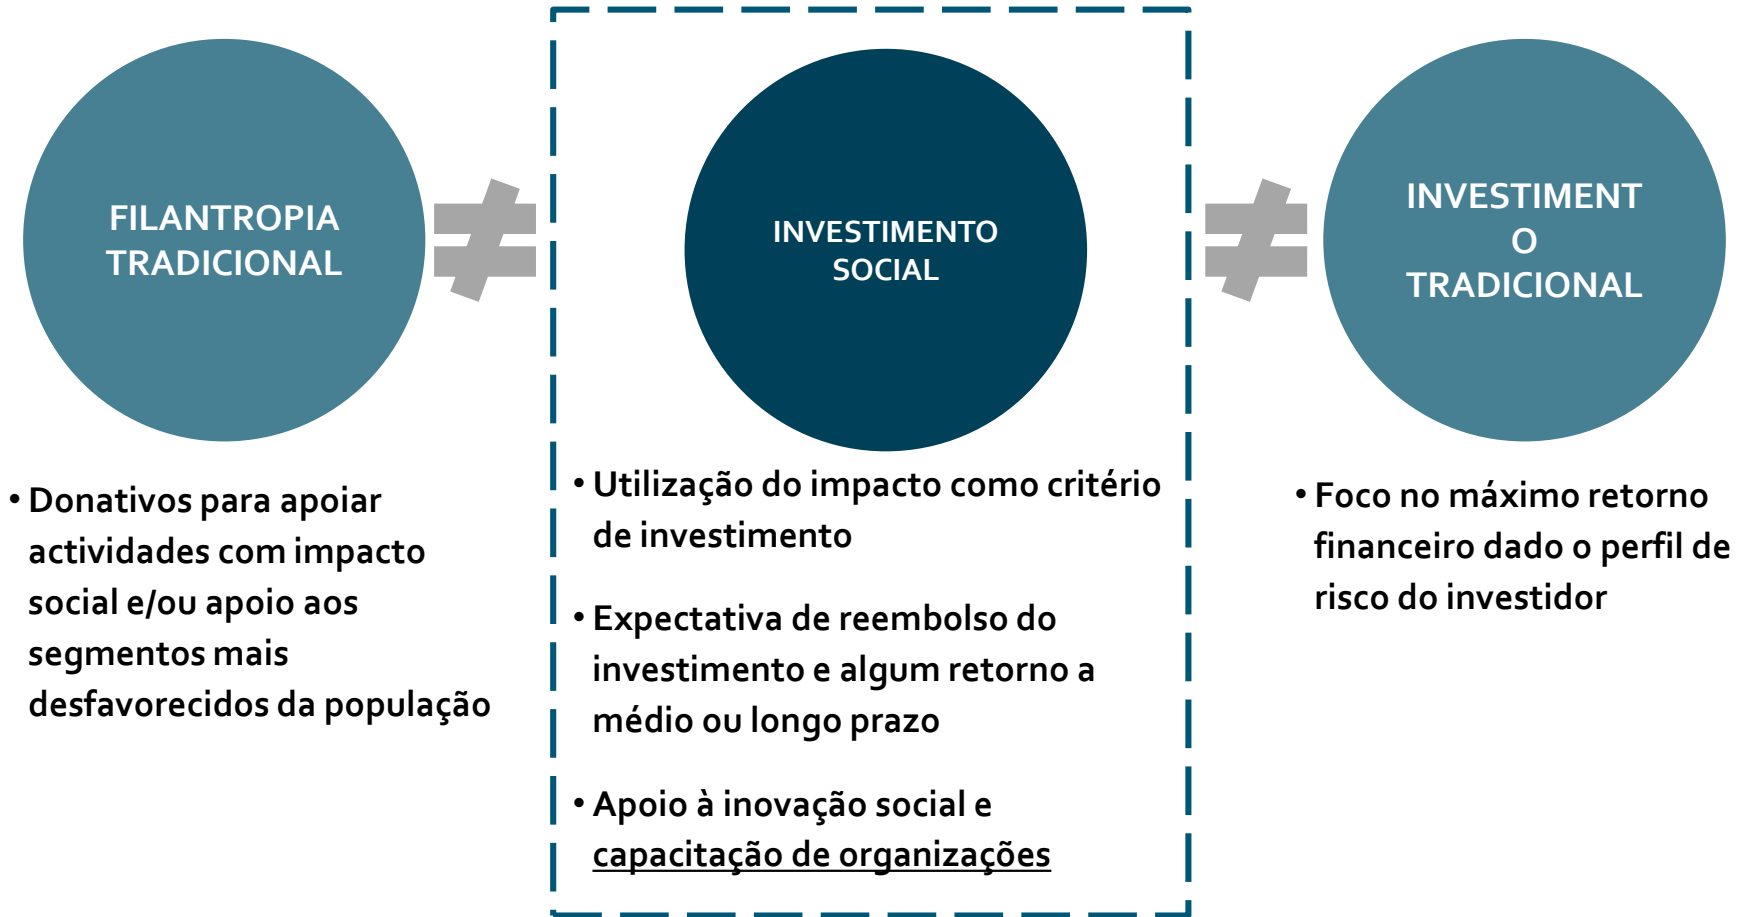 FILANTROPIA
TRADICIONAL
• Donativos para apoiar
actividades com impacto
social e/ou apoio aos
segmentos mais
desfavorecidos da população
≠
INVESTIMENTO
SOCIAL
• Utilização do impacto como critério
de investimento
• Expectativa de reembolso do
investimento e algum retorno a
médio ou longo prazo
• Apoio à inovação social e
capacitação de organizações
≠
INVESTIMENT
O
TRADICIONAL
• Foco no máximo retorno
financeiro dado o perfil de
risco do investidor